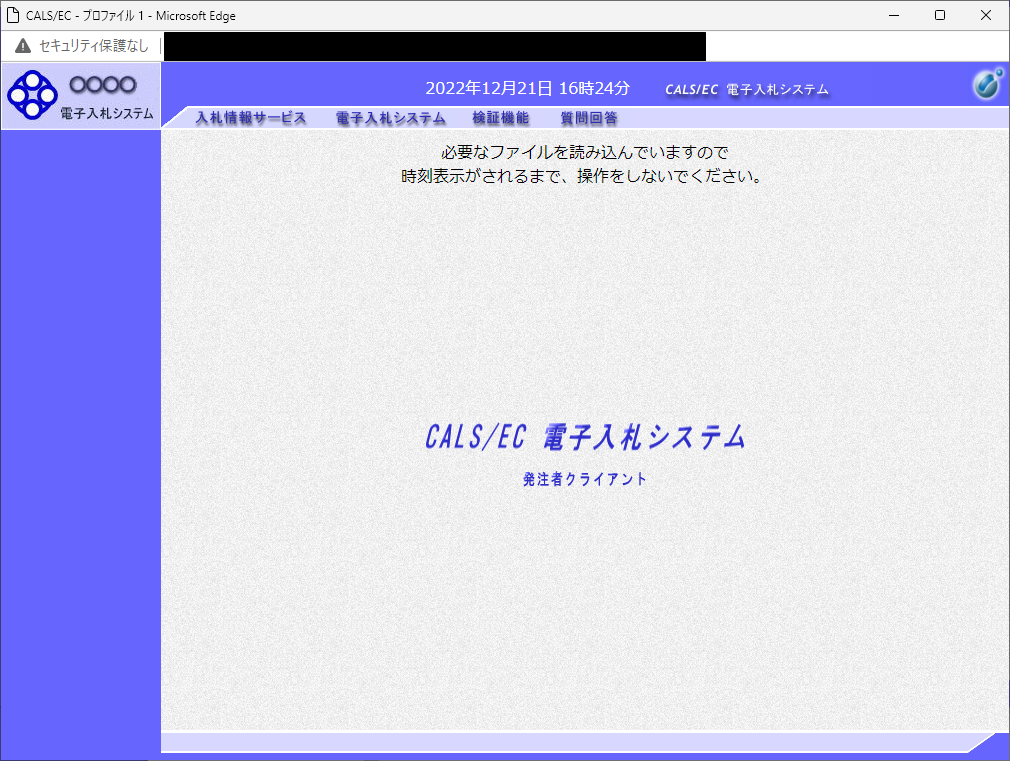 CALS/EC - プロファイル 1 - Microsoft Edge
セキュリティ保護なし
〇〇〇〇
電子入札システム
2022年12月21日 16時24分
CALS/EC 電子入札システム
入札情報サービス 電子入札システム 検証機能 質問回答
必要なファイルを読み込んでいますので
時刻表示がされるまで、操作をしないでください。
CALS/EC 電子入札システム
発注者クライアント